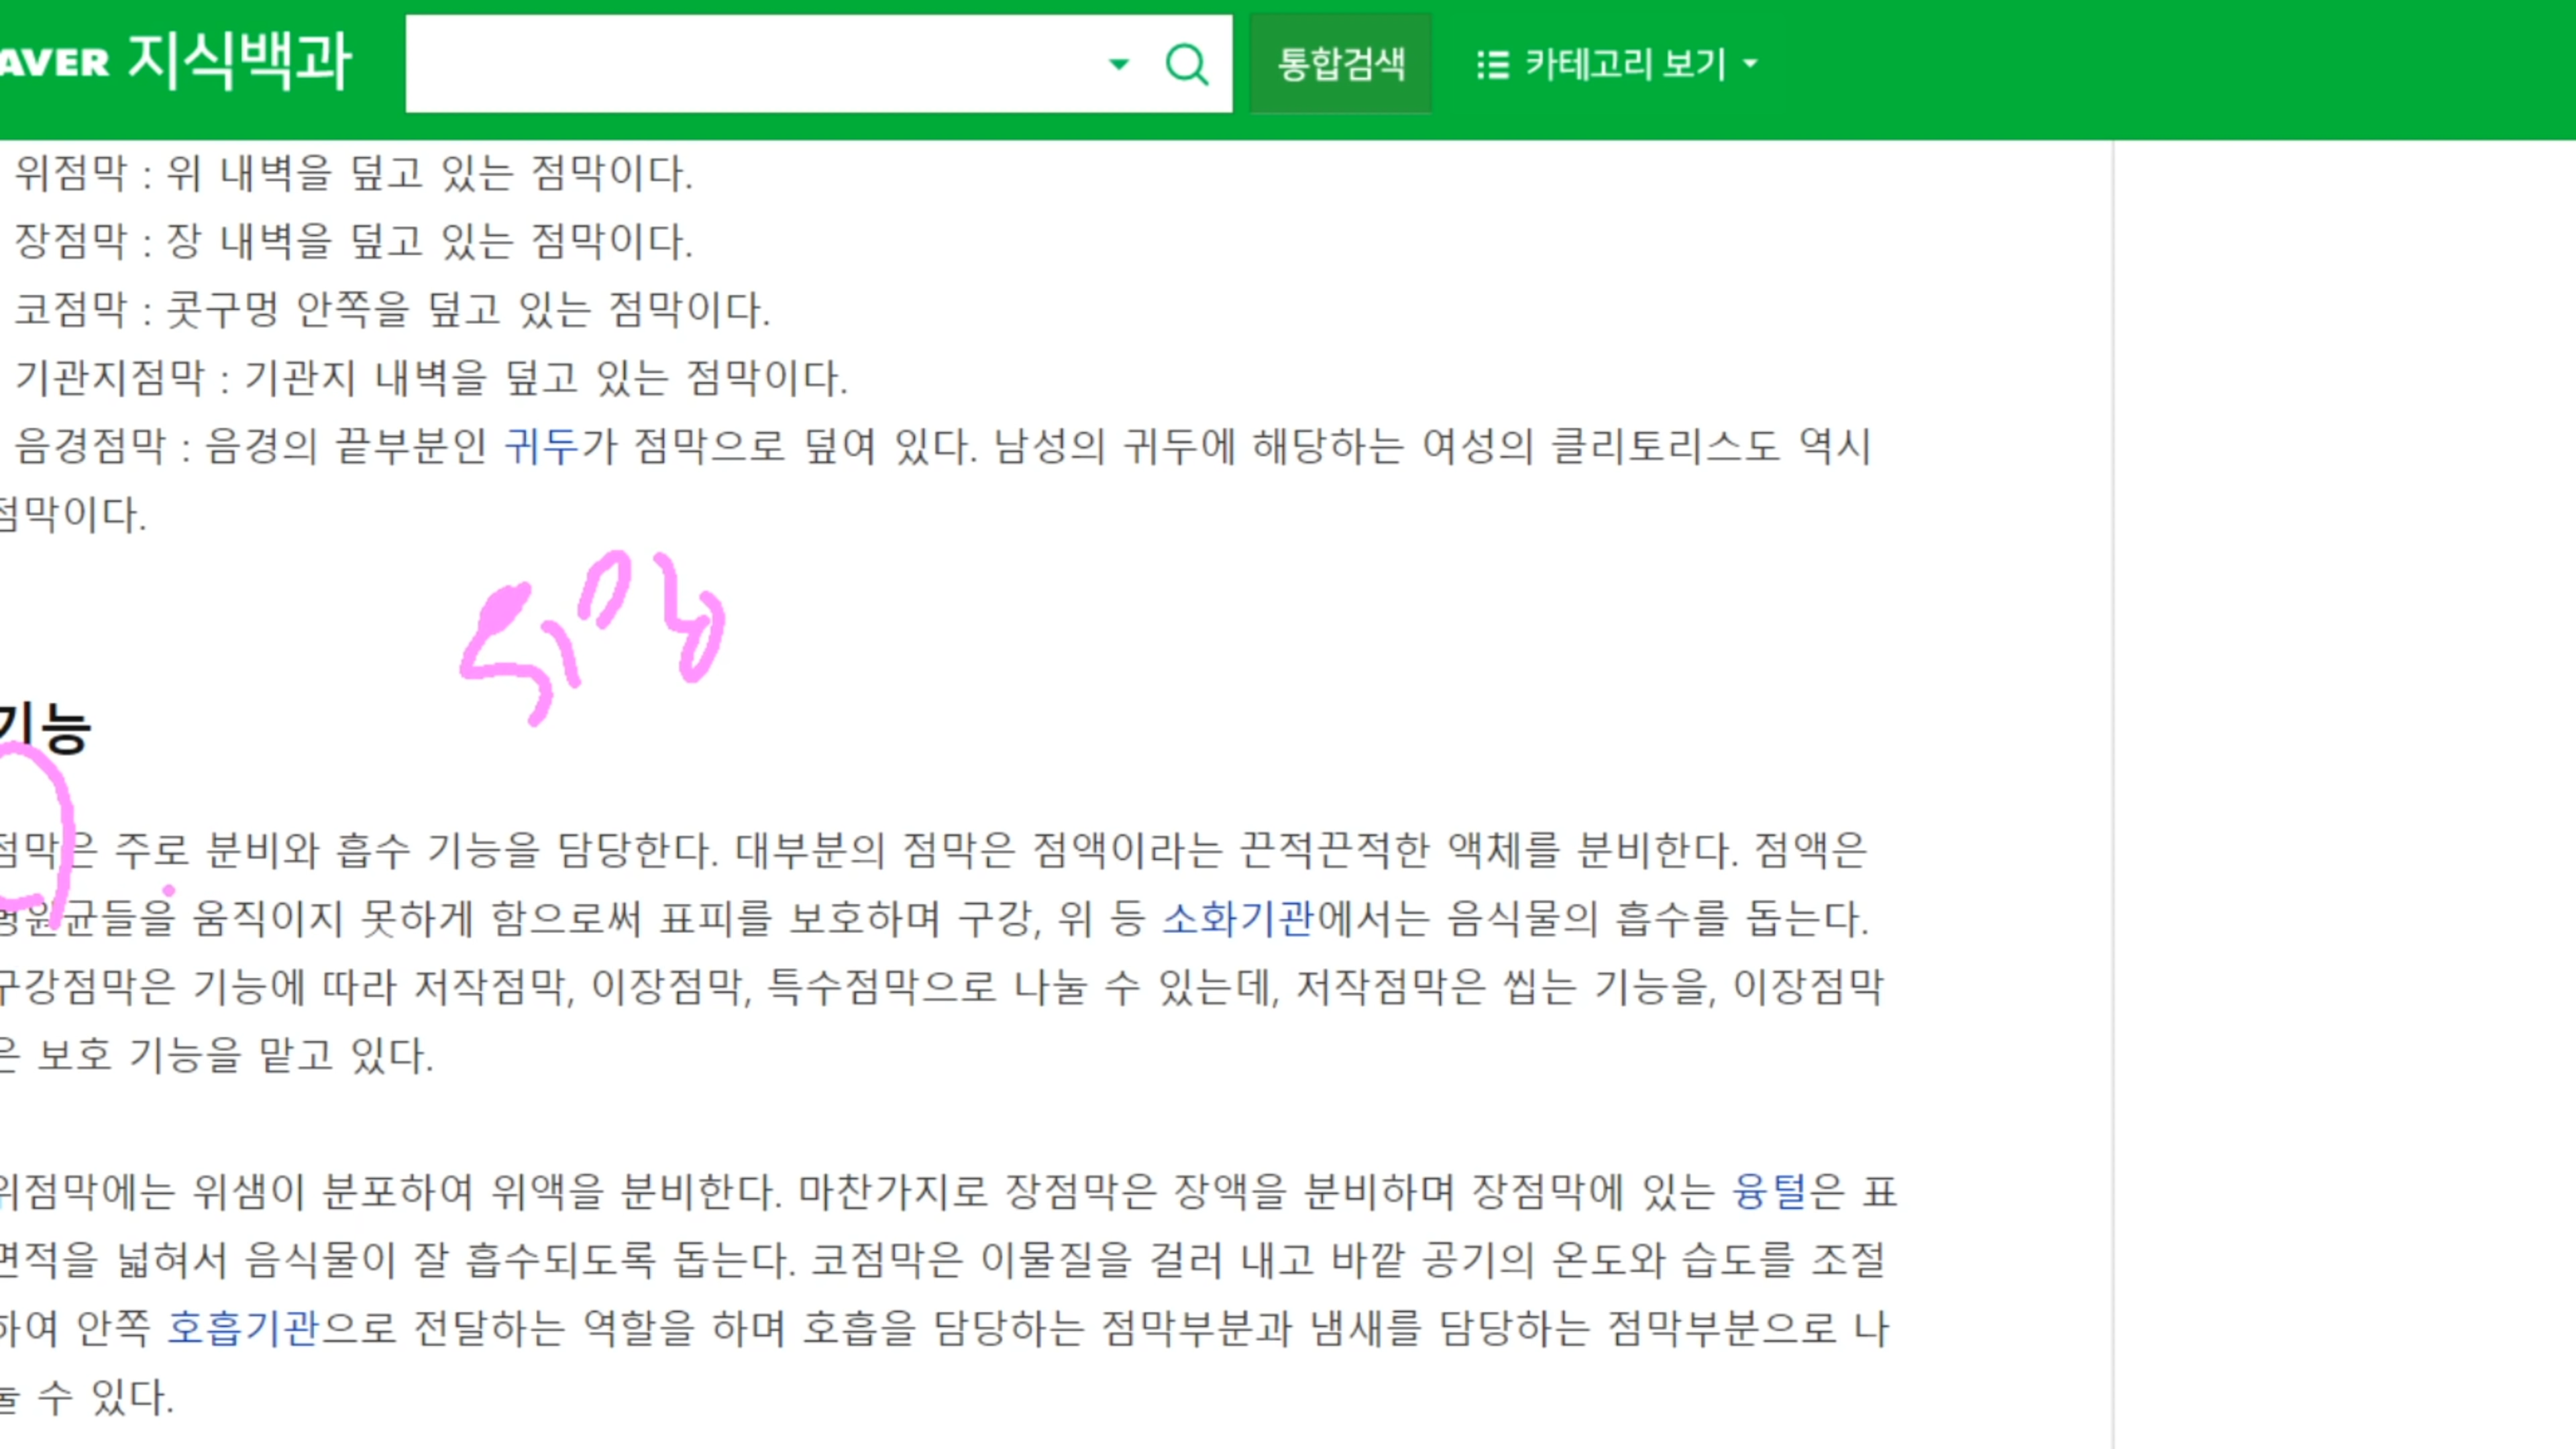 AVER 지식백과 통합검색 카테고리 보기
위점막 : 위 내벽을 덮고 있는 점막이다.
장점막 : 장 내벽을 덮고 있는 점막이다.
코점막 : 콧구멍 안쪽을 덮고 있는 점막이다.
기관지점막 : 기관지 내벽을 덮고 있는 점막이다.
음경점막 : 음경의 끝부분인 귀두가 점막으로 덮여 있다. 남성의 귀두에 해당하는 여성의 클리토리스도 역시
점막이다.
기능
점막은 주로 분비와 흡수 기능을 담당한다. 대부분의 점막은 점액이라는 끈적끈적한 액체를 분비한다. 점액은
병원균들을 움직이지 못하게 함으로써 표피를 보호하며 구강, 위 등 소화기관에서는 음식물의 흡수를 돕는다.
구강점막은 기능에 따라 저작점막, 이장점막, 특수점막으로 나눌 수 있는데, 저작점막은 씹는 기능을, 이장점막
은 보호 기능을 맡고 있다.
위점막에는 위샘이 분포하여 위액을 분비한다. 마찬가지로 장점막은 장액을 분비하며 장점막에 있는 융털은 표
면적을 넓혀서 음식물이 잘 흡수되도록 돕는다. 코점막은 이물질을 걸러 내고 바깥 공기의 온도와 습도를 조절
하여 안쪽 호흡기관으로 전달하는 역할을 하며 호흡을 담당하는 점막부분과 냄새를 담당하는 점막부분으로 나
눌 수 있다.